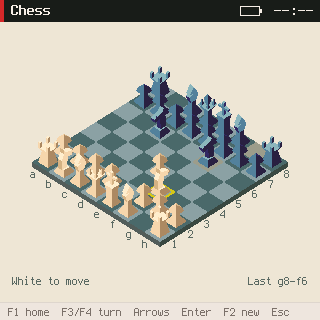 Chess --:--
a
b
c
d
e
f
g
h
1
2
3
4
5
6
7
8
White to move Last g8-f6
F1 home F3/F4 turn Arrows Enter F2 new Esc